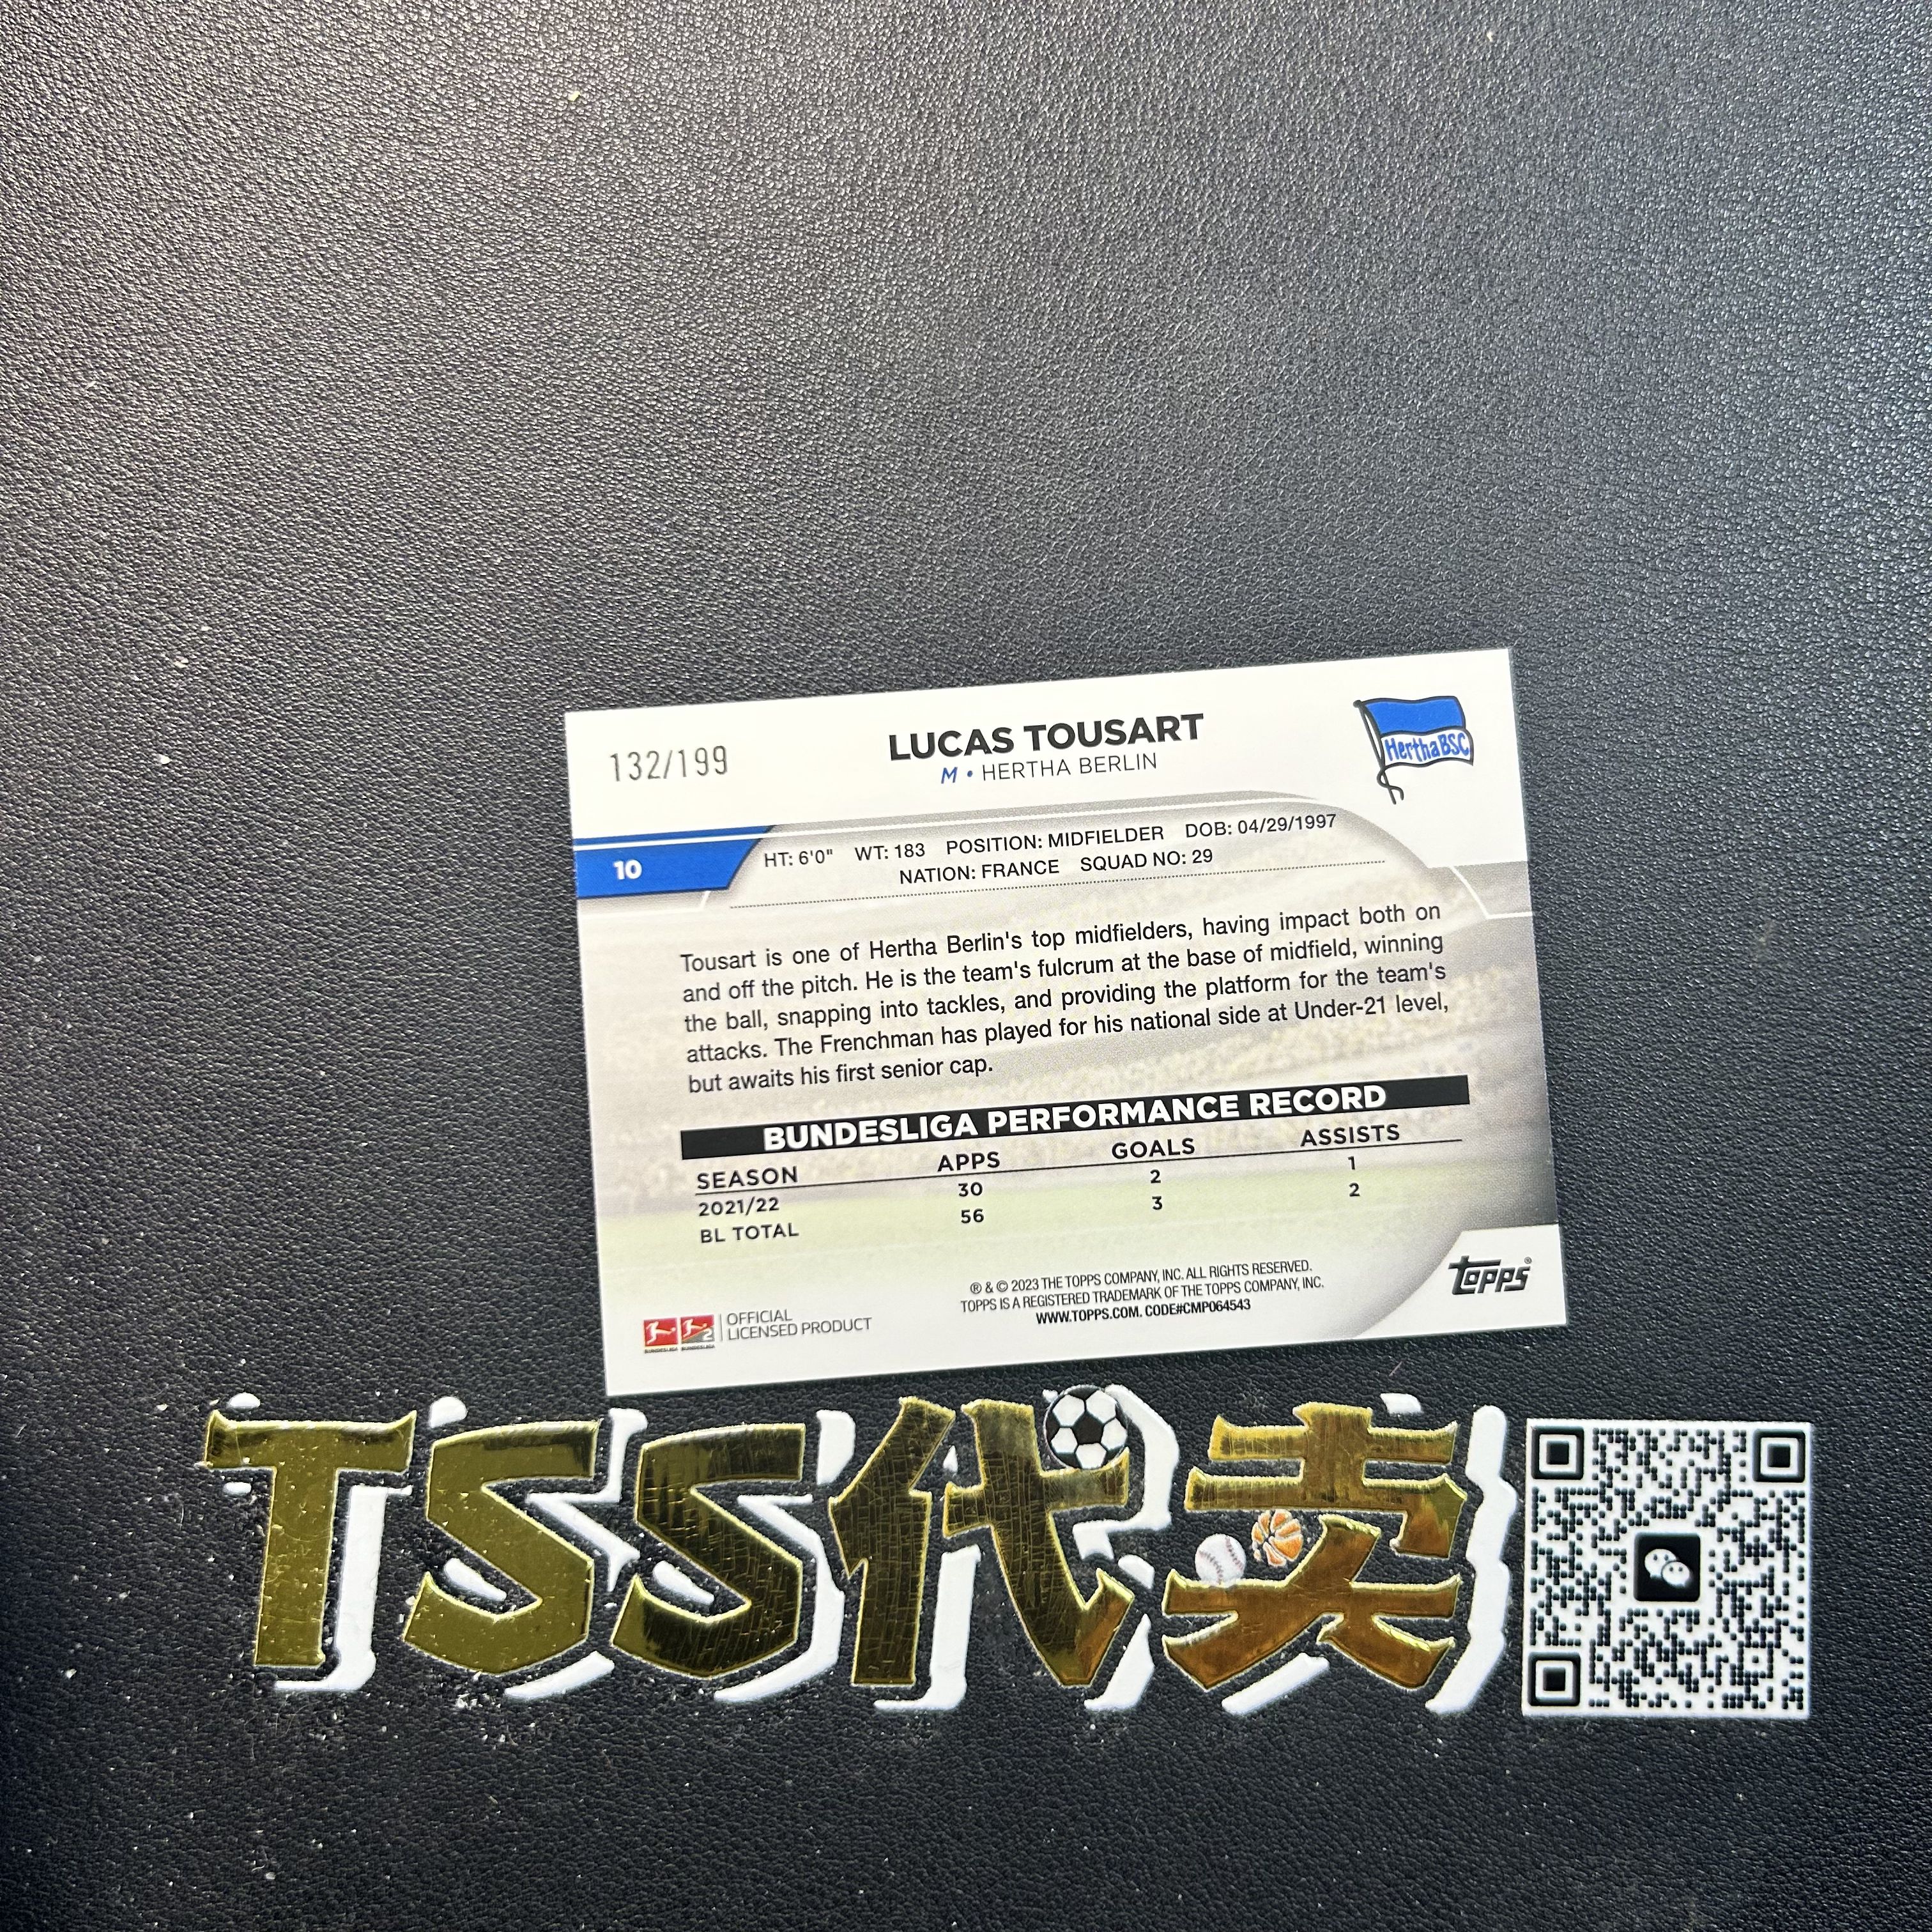 132/199
LUCAS TOUSART
M • HERTHA BERLIN
HerthaBSC
10
HT: 6'0" WT: 183 POSITION: MIDFIELDER DOB: 04/29/1997
NATION: FRANCE SQUAD NO: 29
Tousart is one of Hertha Berlin's top midfielders, having impact both on
and off the pitch. He is the team's fulcrum at the base of midfield, winning
the ball, snapping into tackles, and providing the platform for the team's
attacks. The Frenchman has played for his national side at Under-21 level,
but awaits his first senior cap.
BUNDESLIGA PERFORMANCE RECORD
SEASON APPS GOALS ASSISTS
2021/22 30 2 1
BL TOTAL 56 3 2
® & © 2023 THE TOPPS COMPANY, INC. ALL RIGHTS RESERVED.
TOPPS IS A REGISTERED TRADEMARK OF THE TOPPS COMPANY, INC.
WWW.TOPPS.COM. CODE#CMP064543
topps®
BUNDESLIGA BUNDESLIGA
2
OFFICIAL
LICENSED PRODUCT
TSS代卖